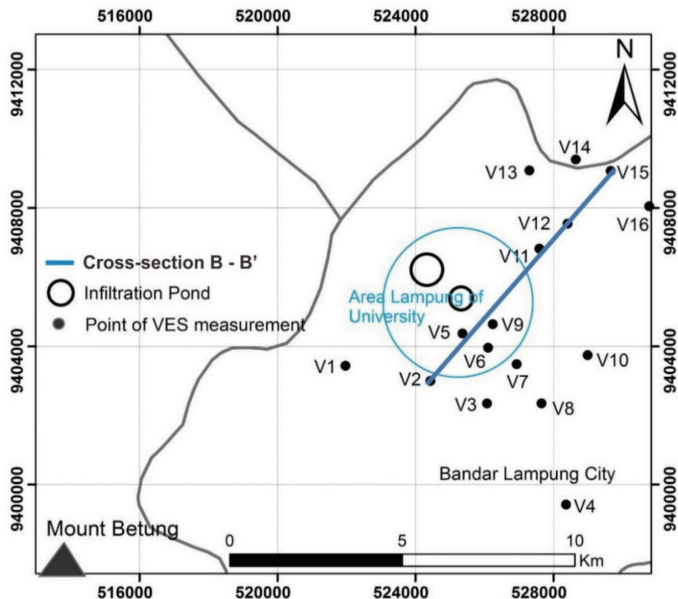 516000 520000 524000 528000
N
9412000 9412000
V14
V13 V15
9408000 9408000
V12 V16
V11
Cross-section B - B’
Infiltration Pond
Area Lampung of
University
Point of VES measurement
V5 V9
9404000 9404000
V6
V1 V10
V2 V7
V3 V8
Bandar Lampung City
9400000 9400000
V4
Mount Betung
0 5 10
Km
516000 520000 524000 528000